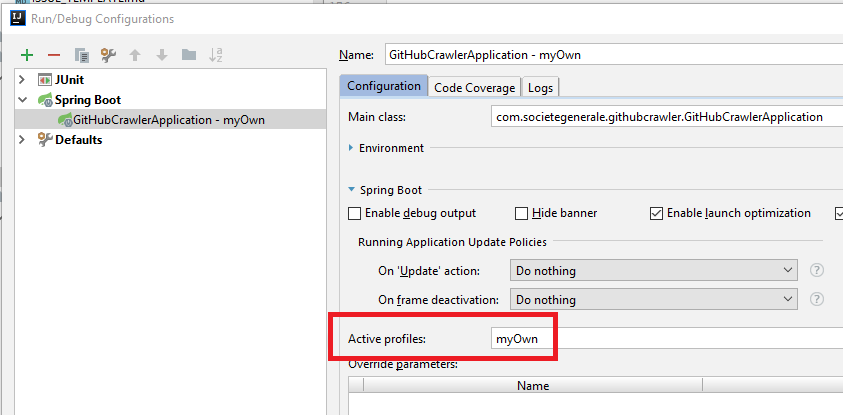 Run/Debug Configurations
Name: GitHubCrawlerApplication - myOwn
JUnit
Spring Boot
GitHubCrawlerApplication - myOwn
Defaults
Configuration Code Coverage Logs
Main class: com.societegenerale.githubcrawler.GitHubCrawlerApplication
Environment
Spring Boot
Enable debug output Hide banner Enable launch optimization
Running Application Update Policies
On 'Update' action: Do nothing ?
On frame deactivation: Do nothing ?
Active profiles: myOwn
Override parameters:
Name